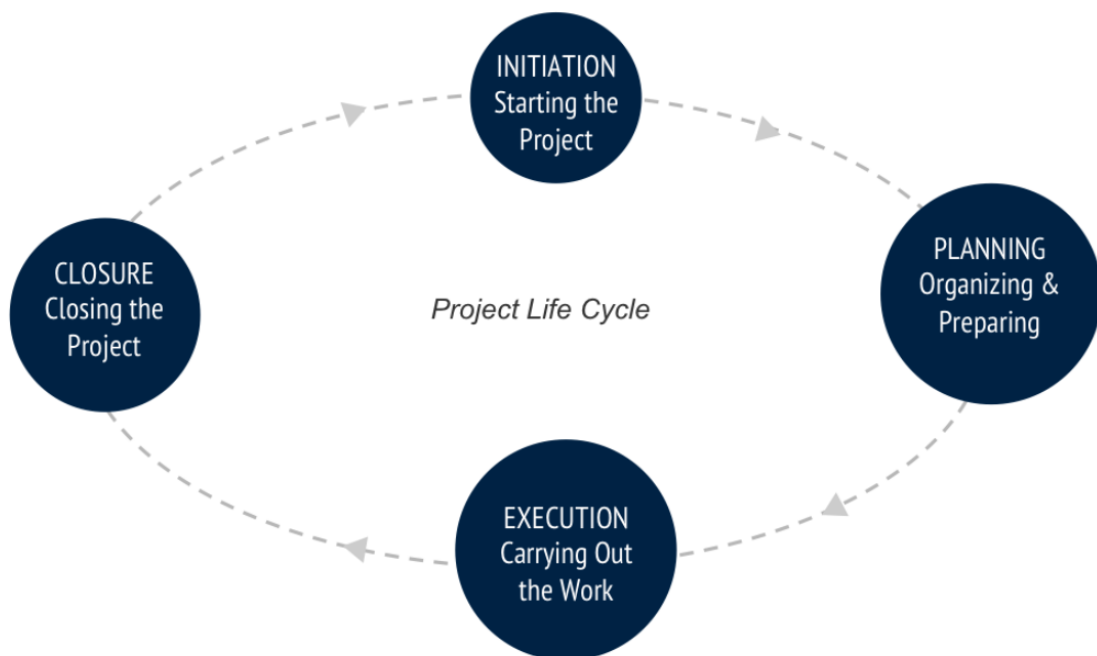 INITIATION
Starting the
Project
PLANNING
Organizing &
Preparing
CLOSURE
Closing the
Project
Project Life Cycle
EXECUTION
Carrying Out
the Work